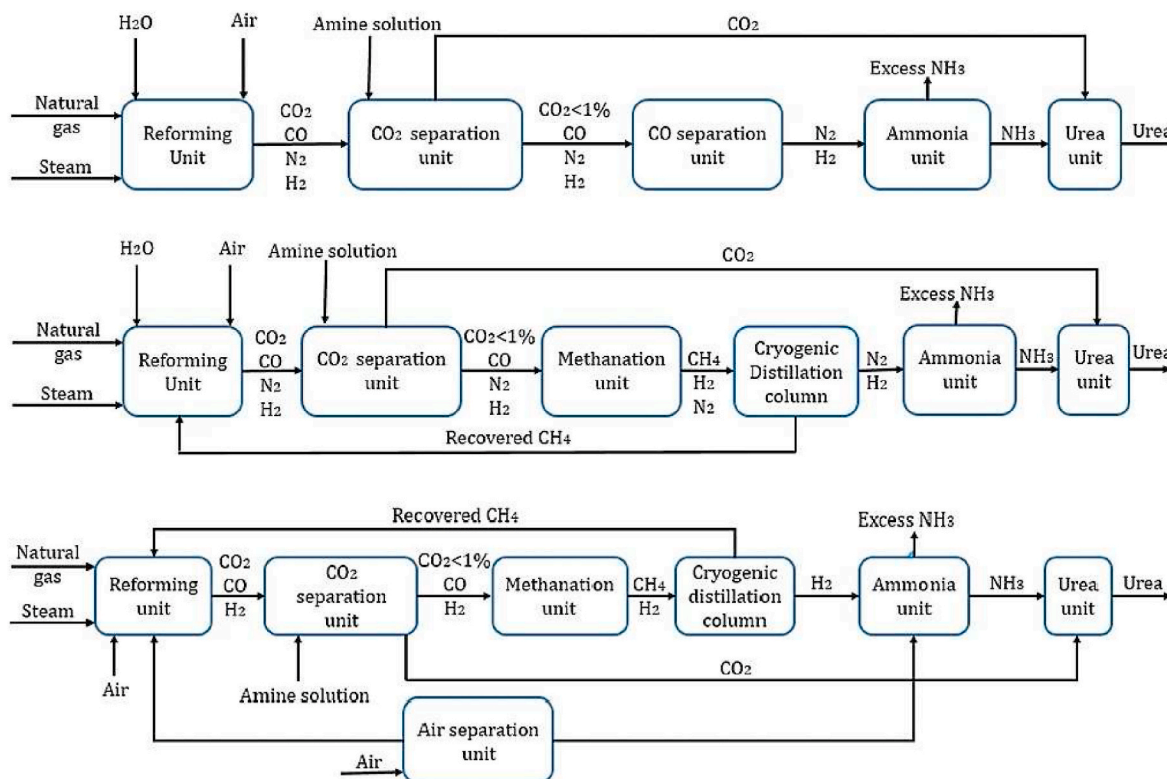 H2O
Air
Amine solution
CO2
Natural
gas
Steam
Reforming
Unit
CO2
CO
N2
H2
CO2 separation
unit
CO2<1%
CO
N2
H2
CO separation
unit
N2
H2
Excess NH3
Ammonia
unit
NH3
Urea
unit
Urea
H2O
Air
Amine solution
CO2
Natural
gas
Steam
Reforming
Unit
CO2
CO
N2
H2
CO2 separation
unit
CO2<1%
CO
N2
H2
Methanation
unit
CH4
H2
N2
Cryogenic
Distillation
column
N2
H2
Excess NH3
Ammonia
unit
NH3
Urea
unit
Urea
Recovered CH4
Recovered CH4
Natural
gas
Steam
Reforming
unit
Air
CO2
CO
H2
CO2
separation
unit
Amine solution
CO2<1%
CO
H2
Methanation
unit
CH4
H2
Cryogenic
distillation
column
H2
Excess NH3
Ammonia
unit
NH3
Urea
unit
Urea
CO2
Air separation
unit
Air